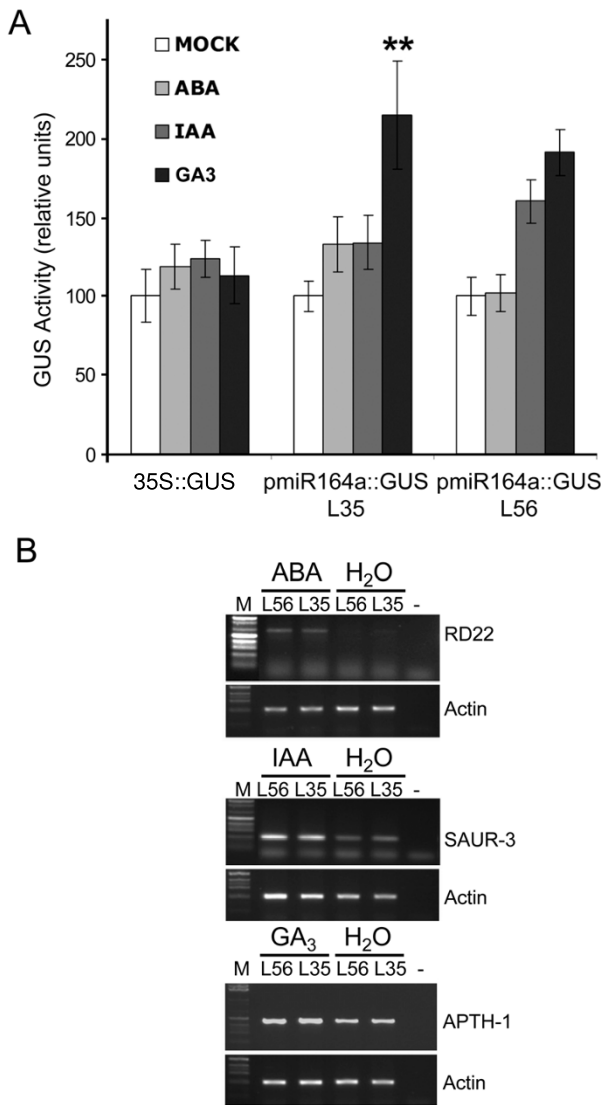 A
**
MOCK
ABA
IAA
GA3
GUS Activity (relative units)
250
200
150
100
50
0
35S::GUS
pmiR164a::GUS
L35
pmiR164a::GUS
L56
B
ABA H₂O
M L56 L35 L56 L35 -
RD22
Actin
IAA H₂O
M L56 L35 L56 L35 -
SAUR-3
Actin
GA₃ H₂O
M L56 L35 L56 L35 -
APTH-1
Actin